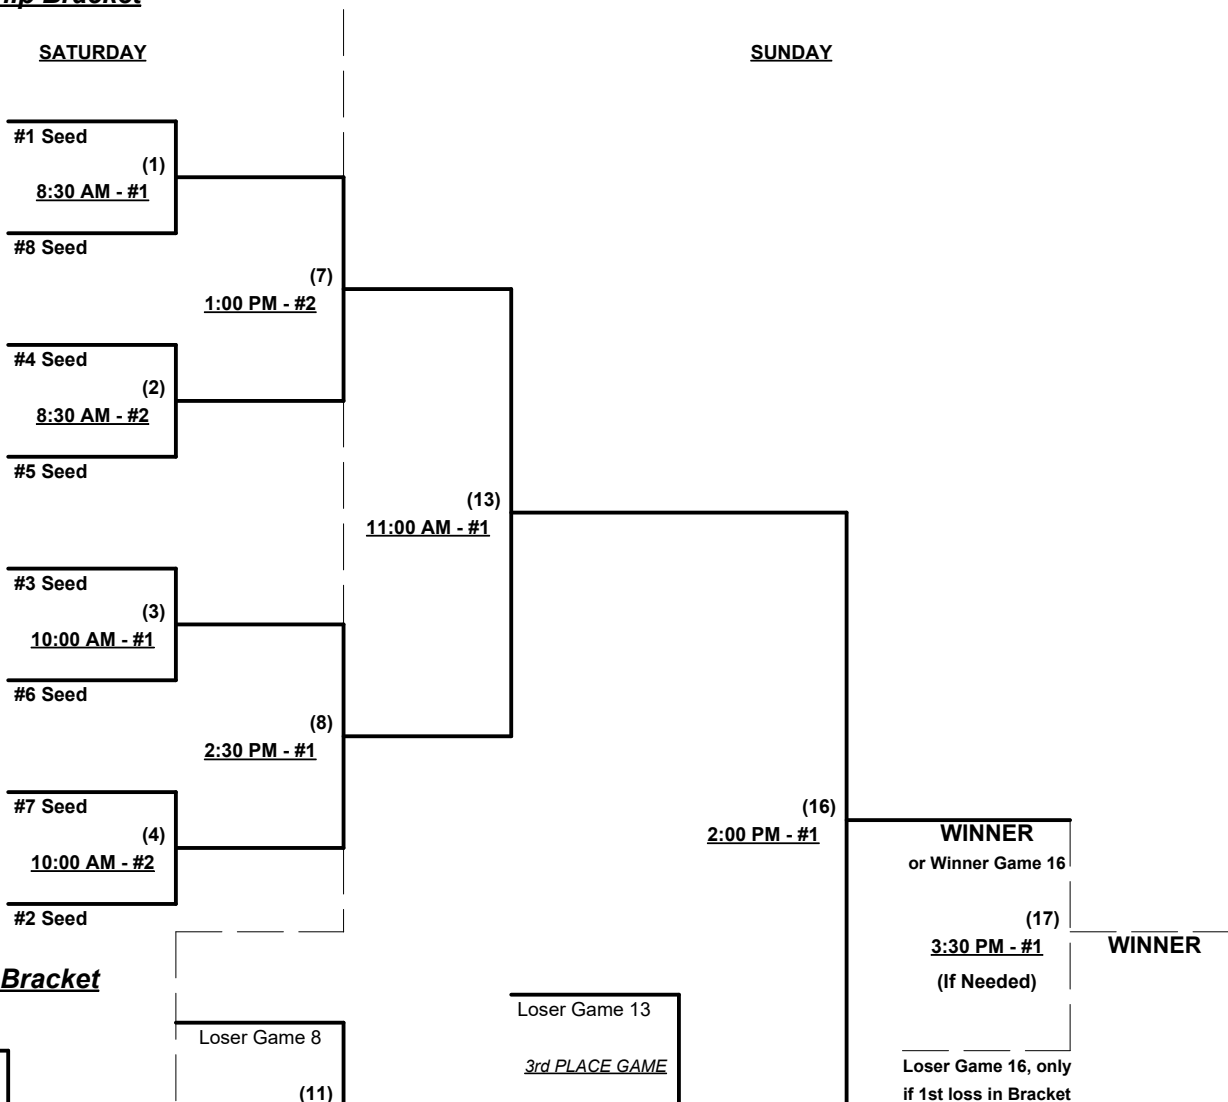 Bracket
SATURDAY
SUNDAY
#1 Seed
(1)
8:30 AM - #1
#8 Seed
(7)
1:00 PM - #2
#4 Seed
(2)
8:30 AM - #2
#5 Seed
(13)
11:00 AM - #1
#3 Seed
(3)
10:00 AM - #1
#6 Seed
(8)
2:30 PM - #1
#7 Seed
(4)
10:00 AM - #2
#2 Seed
(16)
2:00 PM - #1
WINNER
or Winner Game 16
(17)
3:30 PM - #1
(If Needed)
WINNER
Bracket
Loser Game 8
(11)
Loser Game 13
3rd PLACE GAME
Loser Game 16, only
if 1st loss in Bracket